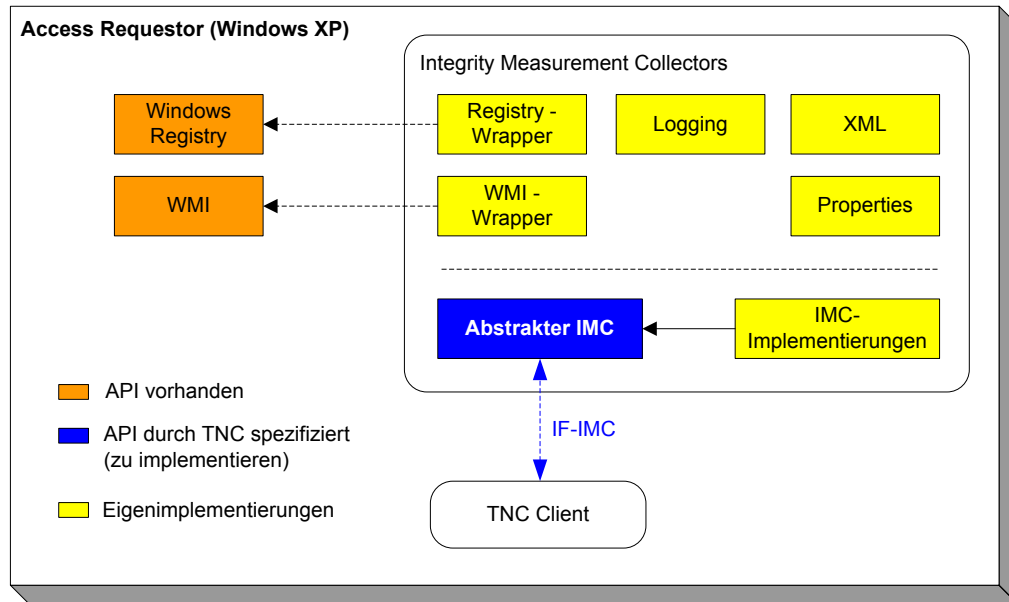 Access Requestor (Windows XP)
Integrity Measurement Collectors
Windows
Registry
Registry -
Wrapper
Logging
XML
WMI
WMI -
Wrapper
Properties
Abstrakter IMC
IMC-
Implementierungen
API vorhanden
API durch TNC spezifiziert
(zu implementieren)
IF-IMC
Eigenimplementierungen
TNC Client